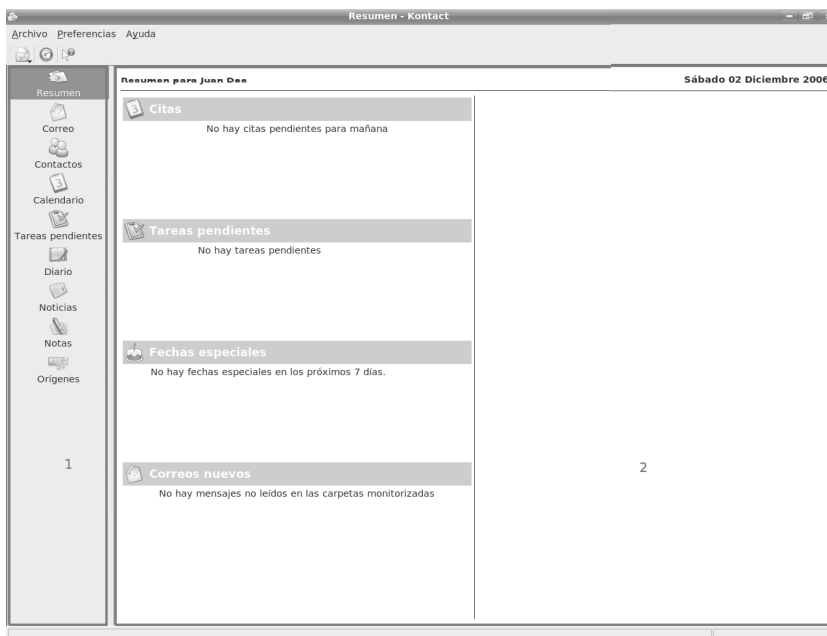 Resumen - Kontact
Archivo Preferencias Ayuda
Resumen
Correo
Contactos
3
Calendario
Tareas pendientes
Diario
Noticias
Notas
Orígenes
1
Resumen para Juan Dee
Sábado 02 Diciembre 2006
3 Citas
No hay citas pendientes para mañana
Tareas pendientes
No hay tareas pendientes
Fechas especiales
No hay fechas especiales en los próximos 7 días.
Correos nuevos
No hay mensajes no leídos en las carpetas monitorizadas
2